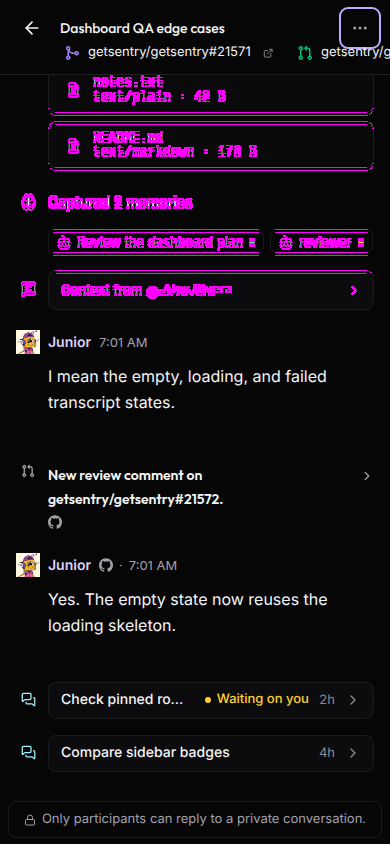 Dashboard QA edge cases
getsentry/getsentry#21571
getsentry/g
notes.txt
text/plain · 42 B
README.md
text/markdown · 178 B
Captured 2 memories
Review the dashboard plan
reviewer
Context from
Junior 7:01 AM
I mean the empty, loading, and failed
transcript states.
New review comment on
getsentry/getsentry#21572.
Junior · 7:01 AM
Yes. The empty state now reuses the
loading skeleton.
Check pinned ro... Waiting on you 2h
Compare sidebar badges 4h
Only participants can reply to a private conversation.